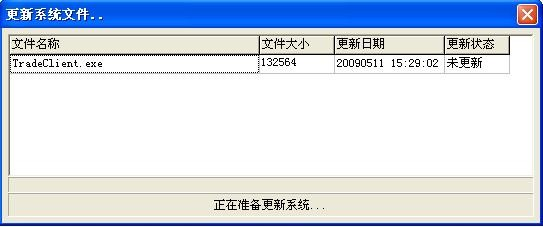 更新系统文件..
文件名称 文件大小 更新日期 更新状态
TradeClient.exe 132564 20090511 15:29:02 未更新
正在准备更新系统...